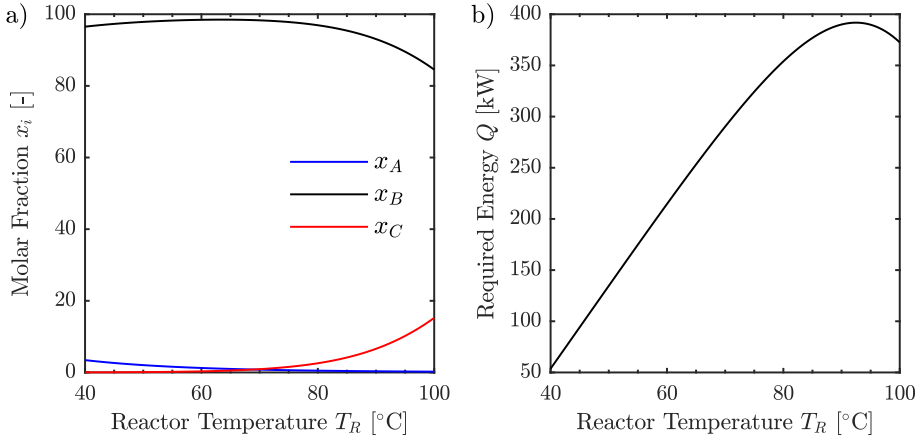 a)
Molar Fraction x_i [-]
100
80
60
40
20
0
x_A
x_B
x_C
40
60
80
100
Reactor Temperature T_R [°C]
b)
Required Energy Q [kW]
400
350
300
250
200
150
100
50
40
60
80
100
Reactor Temperature T_R [°C]